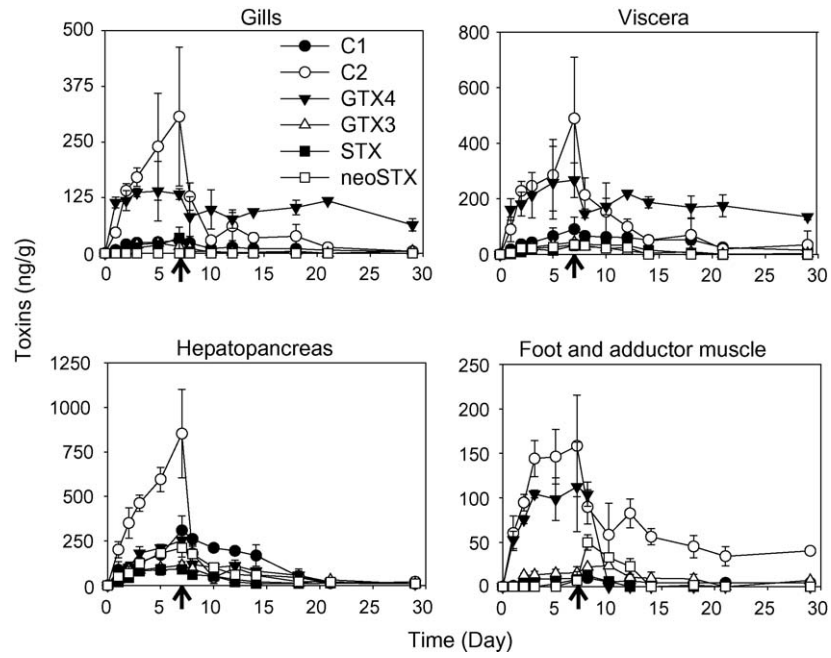 Gills
Viscera
500
375
250
125
0
C1
C2
GTX4
GTX3
STX
neoSTX
800
600
400
200
0
0 5 10 15 20 25 30
0 5 10 15 20 25 30
Toxins (ng/g)
Hepatopancreas
Foot and adductor muscle
1250
1000
750
500
250
0
250
200
150
100
50
0
0 5 10 15 20 25 30
0 5 10 15 20 25 30
Time (Day)